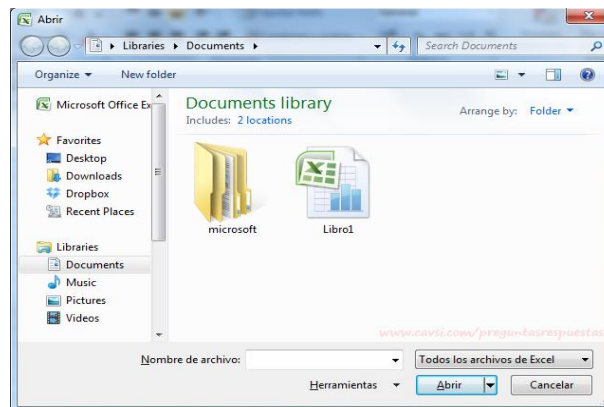 Abrir
Libraries Documents
Search Documents
Organize New folder
Microsoft Office Ex
Favorites
Desktop
Downloads
Dropbox
Recent Places
Libraries
Documents
Music
Pictures
Videos
Documents library
Includes: 2 locations
Arrange by: Folder
microsoft
Libro1
www.cavsi.com/preguntasrespuestas
Nombre de archivo:
Todos los archivos de Excel
Herramientas
Abrir
Cancelar